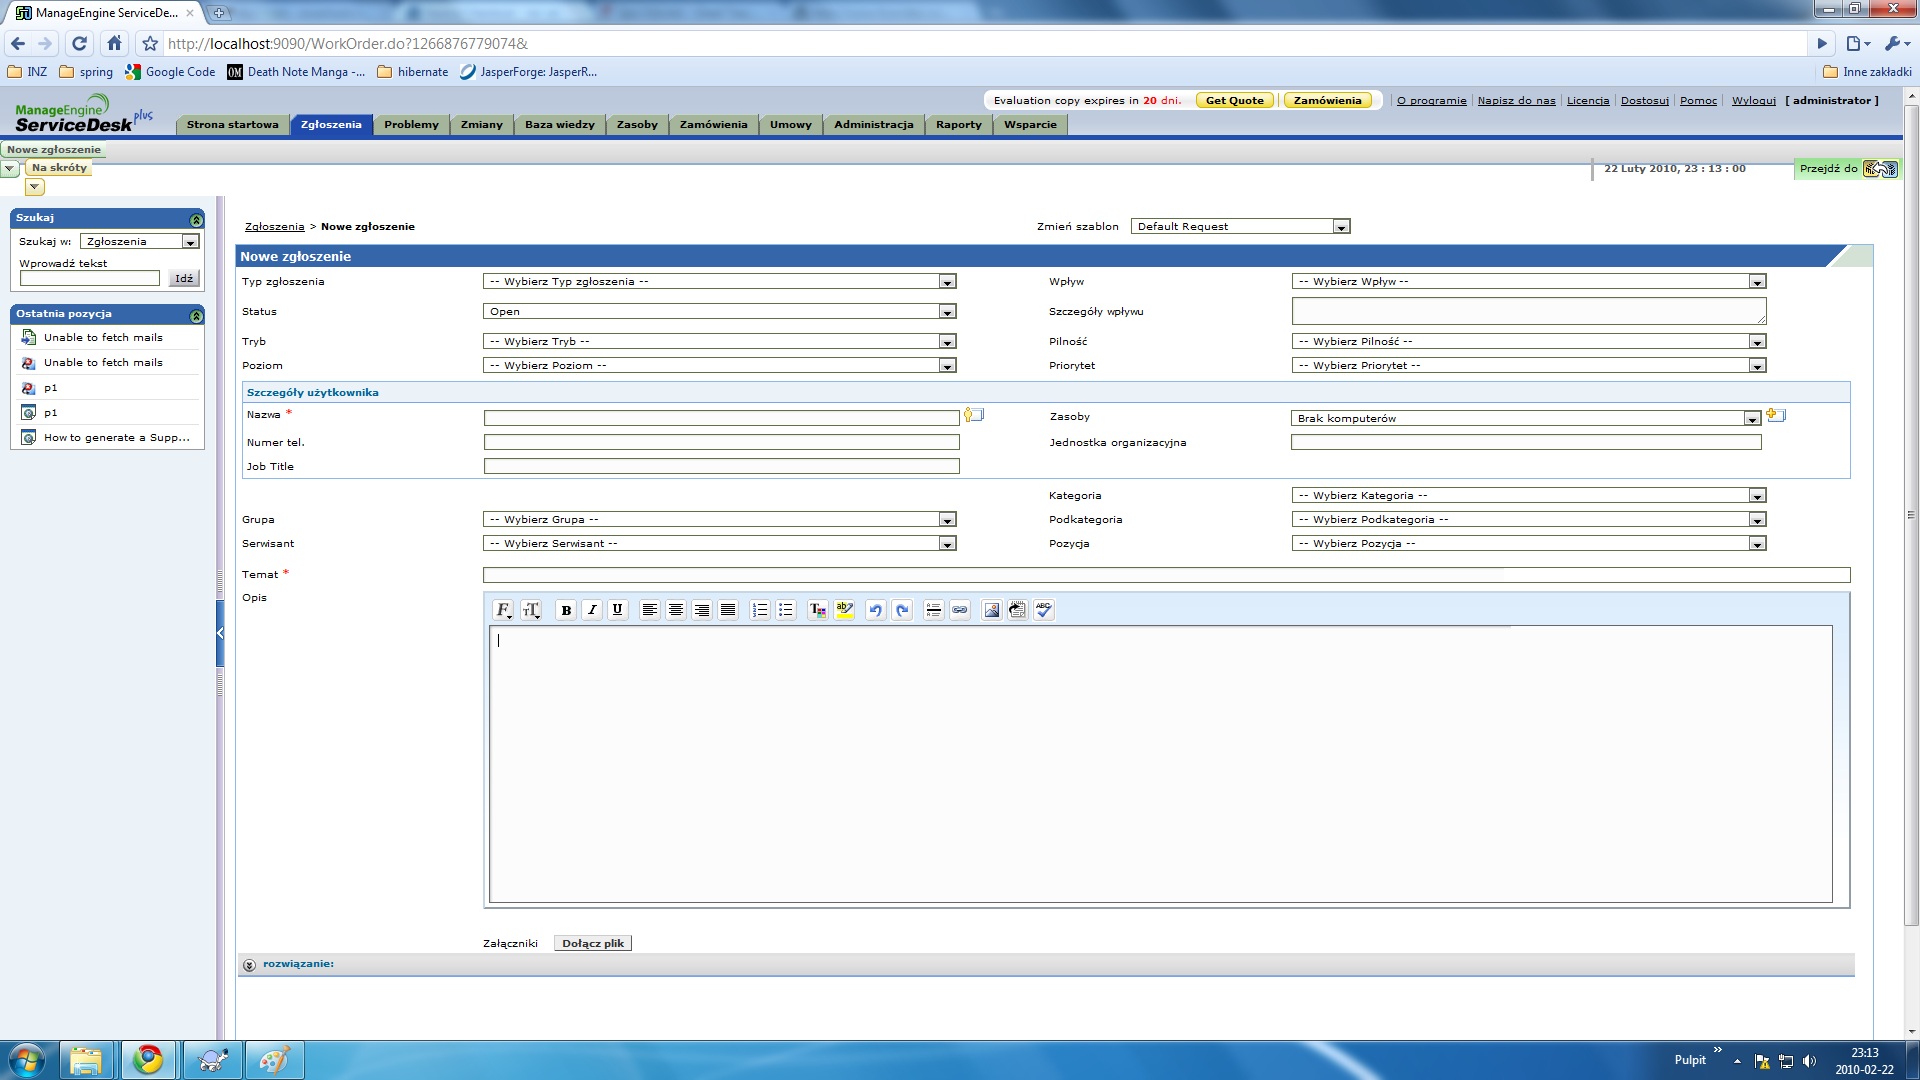 ManageEngine ServiceDe...
http://localhost:9090/WorkOrder.do?1266876779074&
INZ spring Google Code Death Note Manga -... hibernate JasperForge: JasperR... Inne zakładki
ManageEngine ServiceDesk plus
Evaluation copy expires in 20 dni. Get Quote Zamówienia O programie Napisz do nas Licencja Dostosuj Pomoc Wyloguj [ administrator ]
Strona startowa Zgłoszenia Problemy Zmiany Baza wiedzy Zasoby Zamówienia Umowy Administracja Raporty Wsparcie
Nowe zgłoszenie
Na skróty 22 Luty 2010, 23 : 13 : 00 Przejdź do
Szukaj
Szukaj w: Zgłoszenia
Wprowadź tekst
Idź
Ostatnia pozycja
Unable to fetch mails
Unable to fetch mails
p1
p1
How to generate a Supp...
Zgłoszenia > Nowe zgłoszenie Zmień szablon Default Request
Nowe zgłoszenie
Typ zgłoszenia -- Wybierz Typ zgłoszenia -- Wpływ -- Wybierz Wpływ --
Status Open Szczegóły wpływu
Tryb -- Wybierz Tryb -- Pilność -- Wybierz Pilność --
Poziom -- Wybierz Poziom -- Priorytet -- Wybierz Priorytet --
Szczegóły użytkownika
Nazwa * Zasoby Brak komputerów
Numer tel. Jednostka organizacyjna
Job Title
Kategoria -- Wybierz Kategoria --
Grupa -- Wybierz Grupa -- Podkategoria -- Wybierz Podkategoria --
Serwisant -- Wybierz Serwisant -- Pozycja -- Wybierz Pozycja --
Temat *
Opis
F TT B I U ab ABC
Załączniki Dołącz plik
rozwiązanie:
Pulpit 23:13
2010-02-22